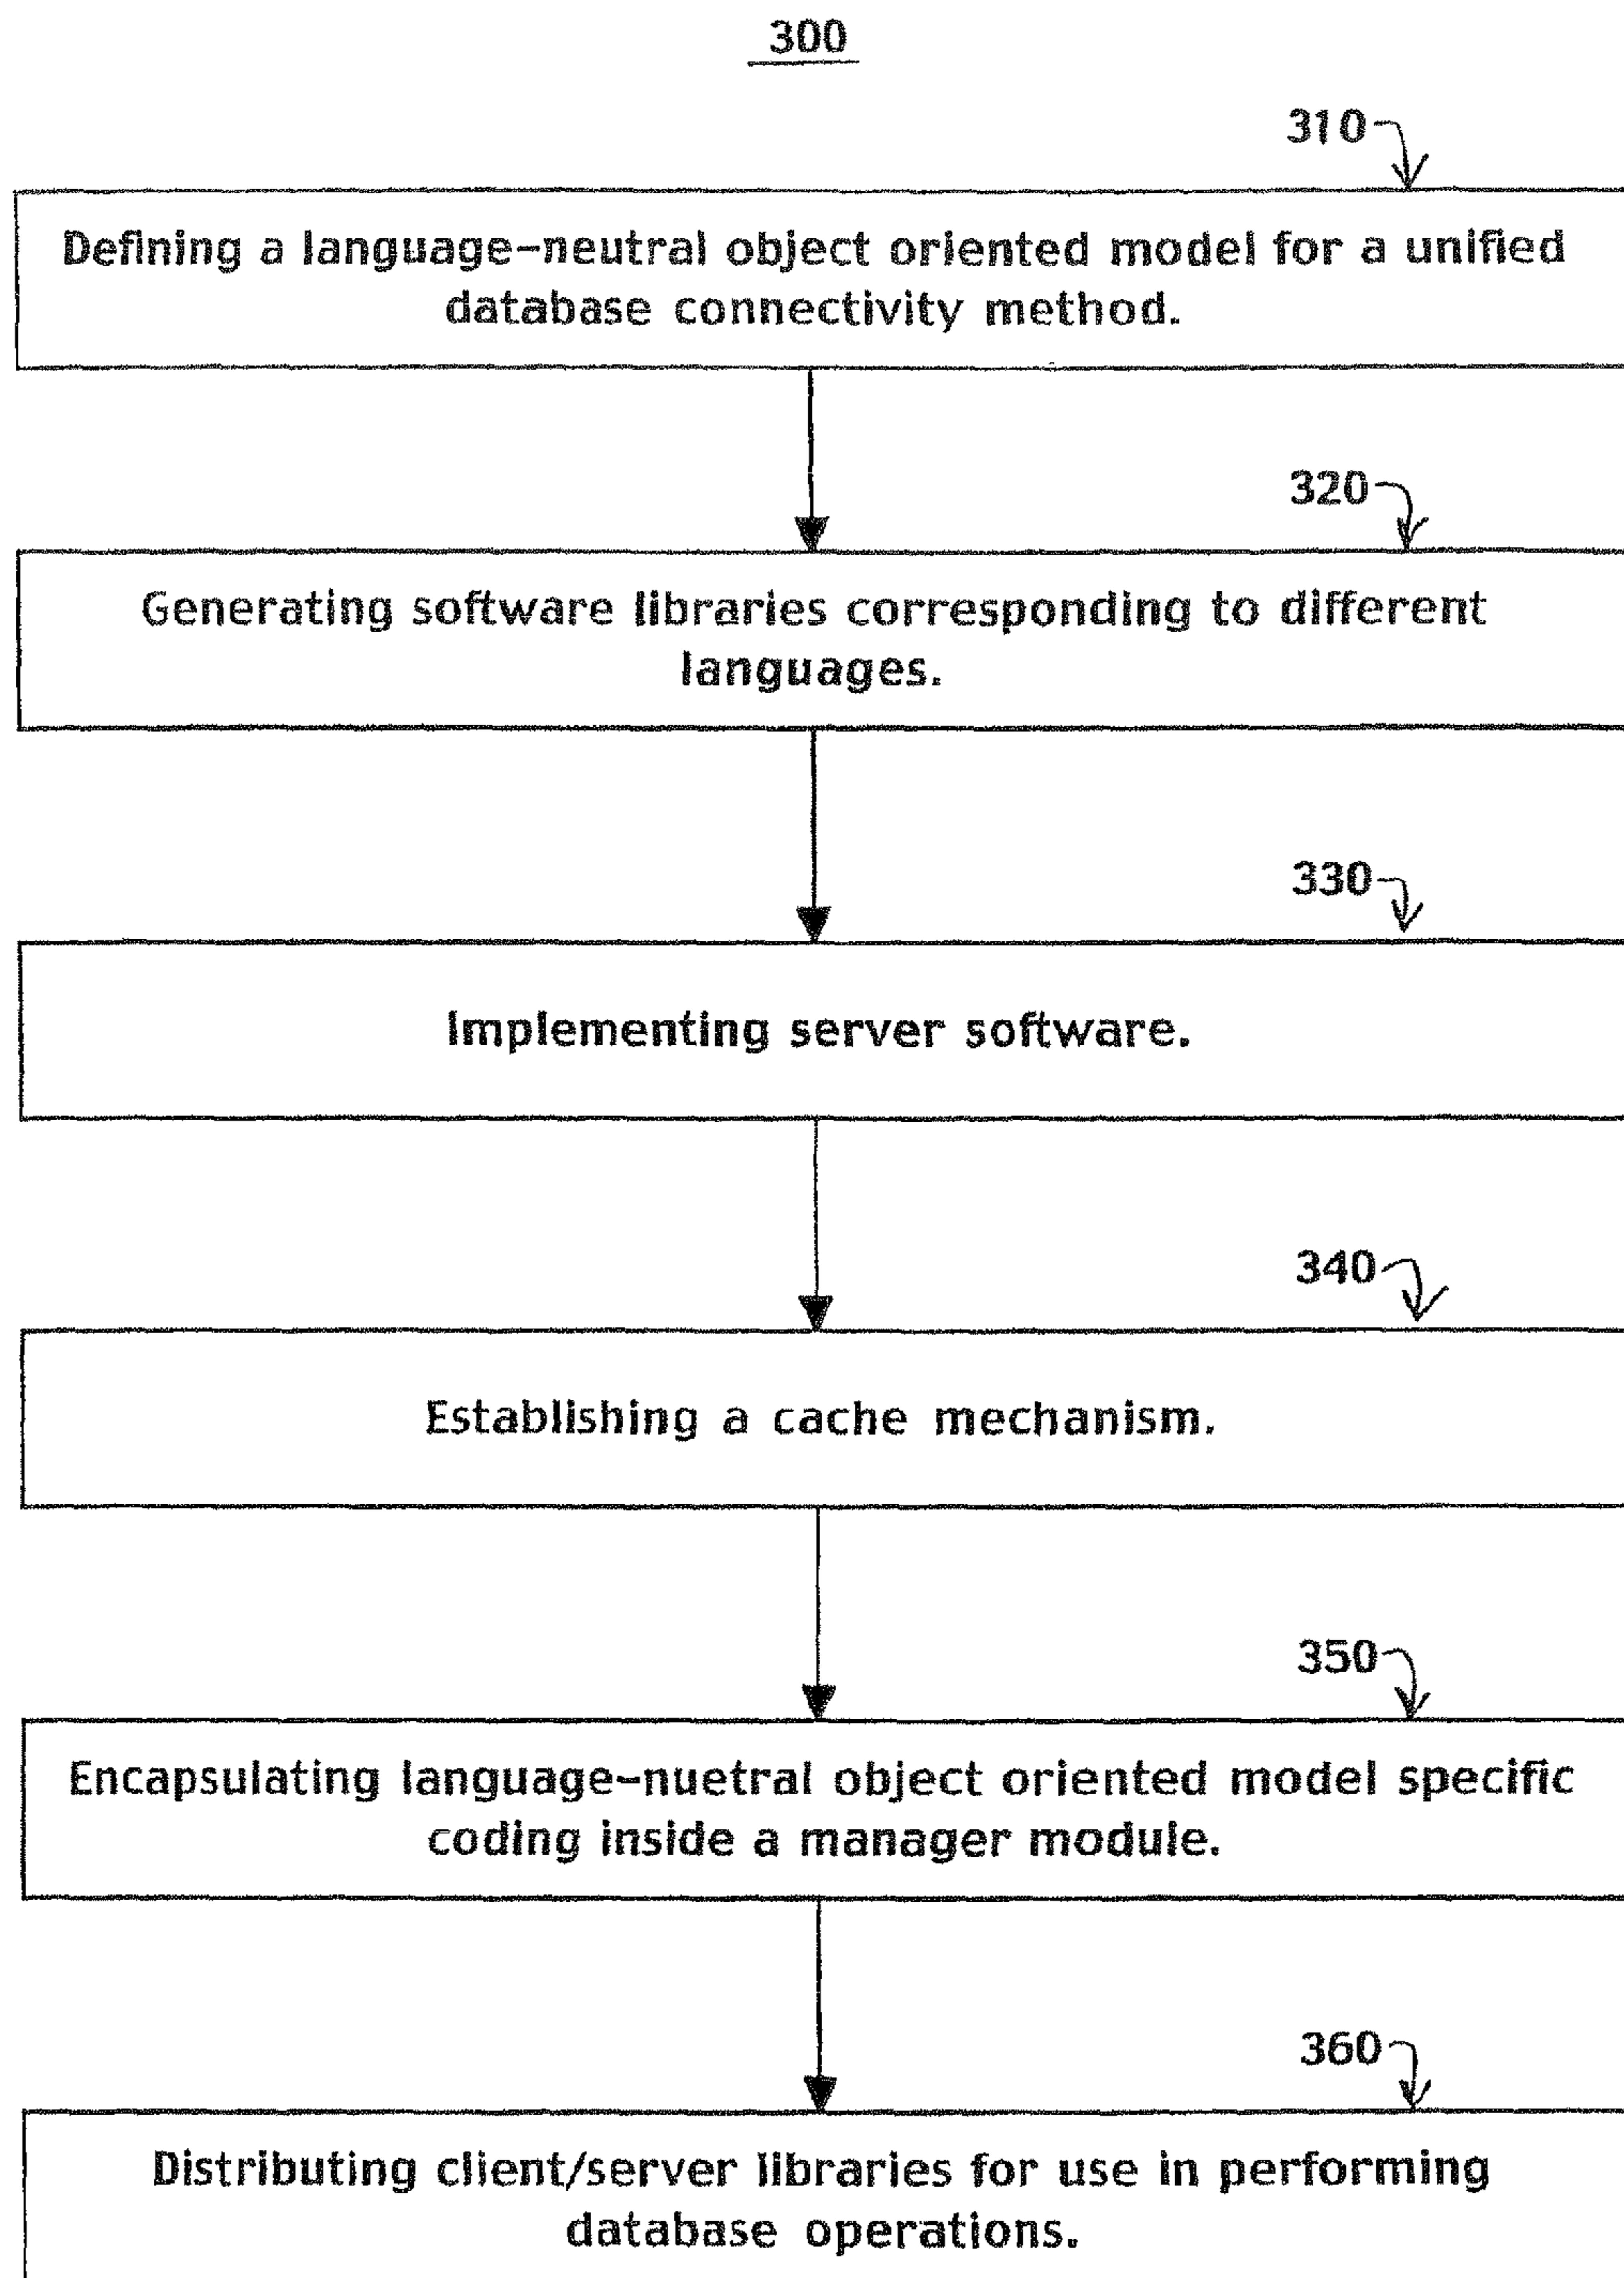 300
310
Defining a language-neutral object oriented model for a unified
database connectivity method.
320
Generating software libraries corresponding to different
languages.
330
Implementing server software.
340
Establishing a cache mechanism.
350
Encapsulating language-nuetral object oriented model specific
coding inside a manager module.
360
Distributing client/server libraries for use in performing
database operations.